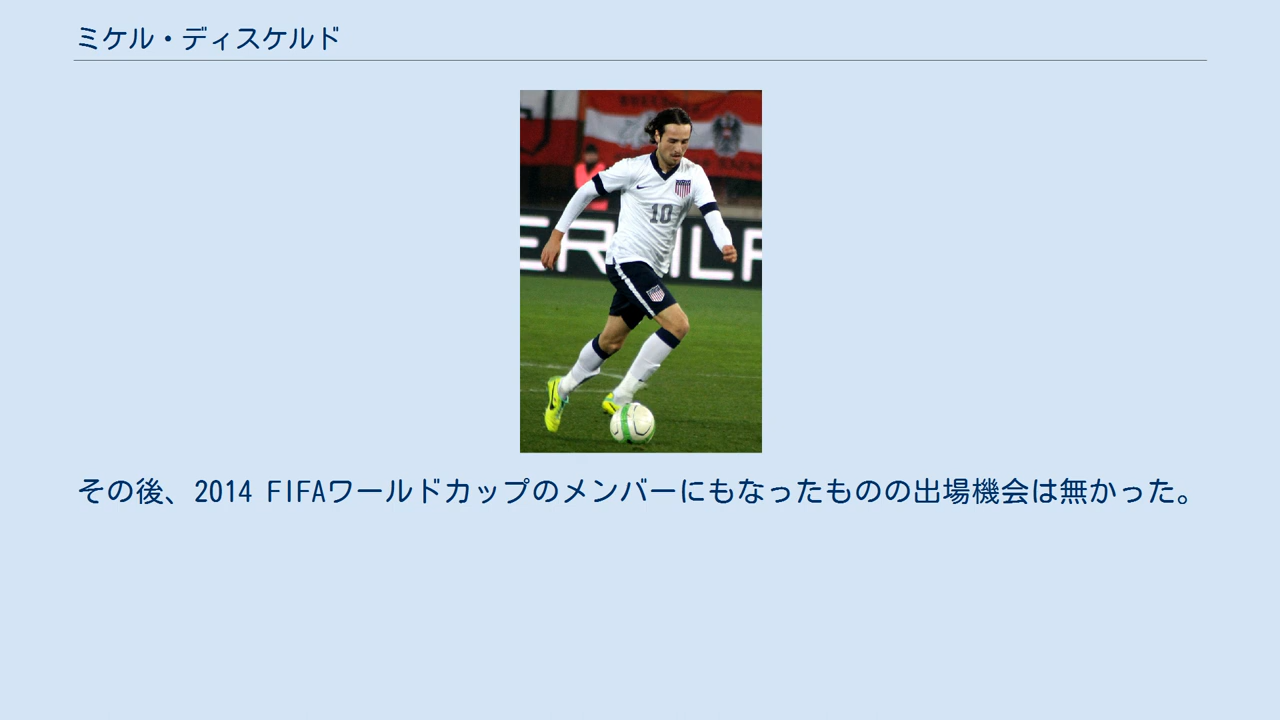 ミケル・ディスケルド
10
その後、2014 FIFAワールドカップのメンバーにもなったものの出場機会は無かった。